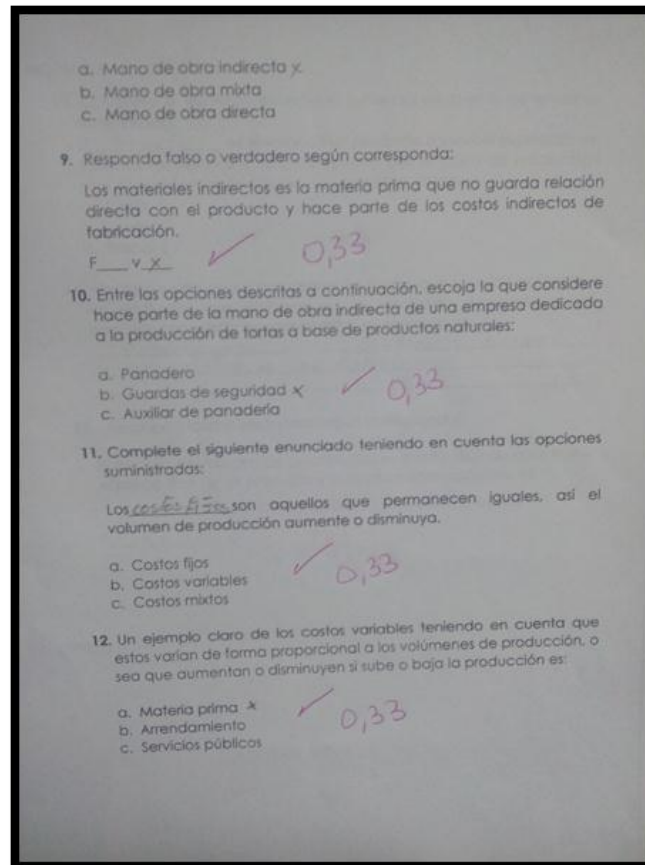 a. Mano de obra indirecta x
b. Mano de obra mixta
c. Mano de obra directa
9. Responda falso o verdadero según corresponda:
Los materiales indirectos es la materia prima que no guarda relación
directa con el producto y hace parte de los costos indirectos de
fabricación.
F____ v x
0,33
10. Entre las opciones descritas a continuación, escoja la que considere
hace parte de la mano de obra indirecta de una empresa dedicada
a la producción de tortas a base de productos naturales:
a. Panadero
b. Guardas de seguridad x
0,33
c. Auxiliar de panadería
11. Complete el siguiente enunciado teniendo en cuenta las opciones
suministradas:
Los costos fijos son aquellos que permanecen iguales, así el
volumen de producción aumente o disminuya.
a. Costos fijos
0,33
b. Costos variables
c. Costos mixtos
12. Un ejemplo claro de los costos variables teniendo en cuenta que
estos varían de forma proporcional a los volúmenes de producción, o
sea que aumentan o disminuyen si sube o baja la producción es:
a. Materia prima x
0,33
b. Arrendamiento
c. Servicios públicos